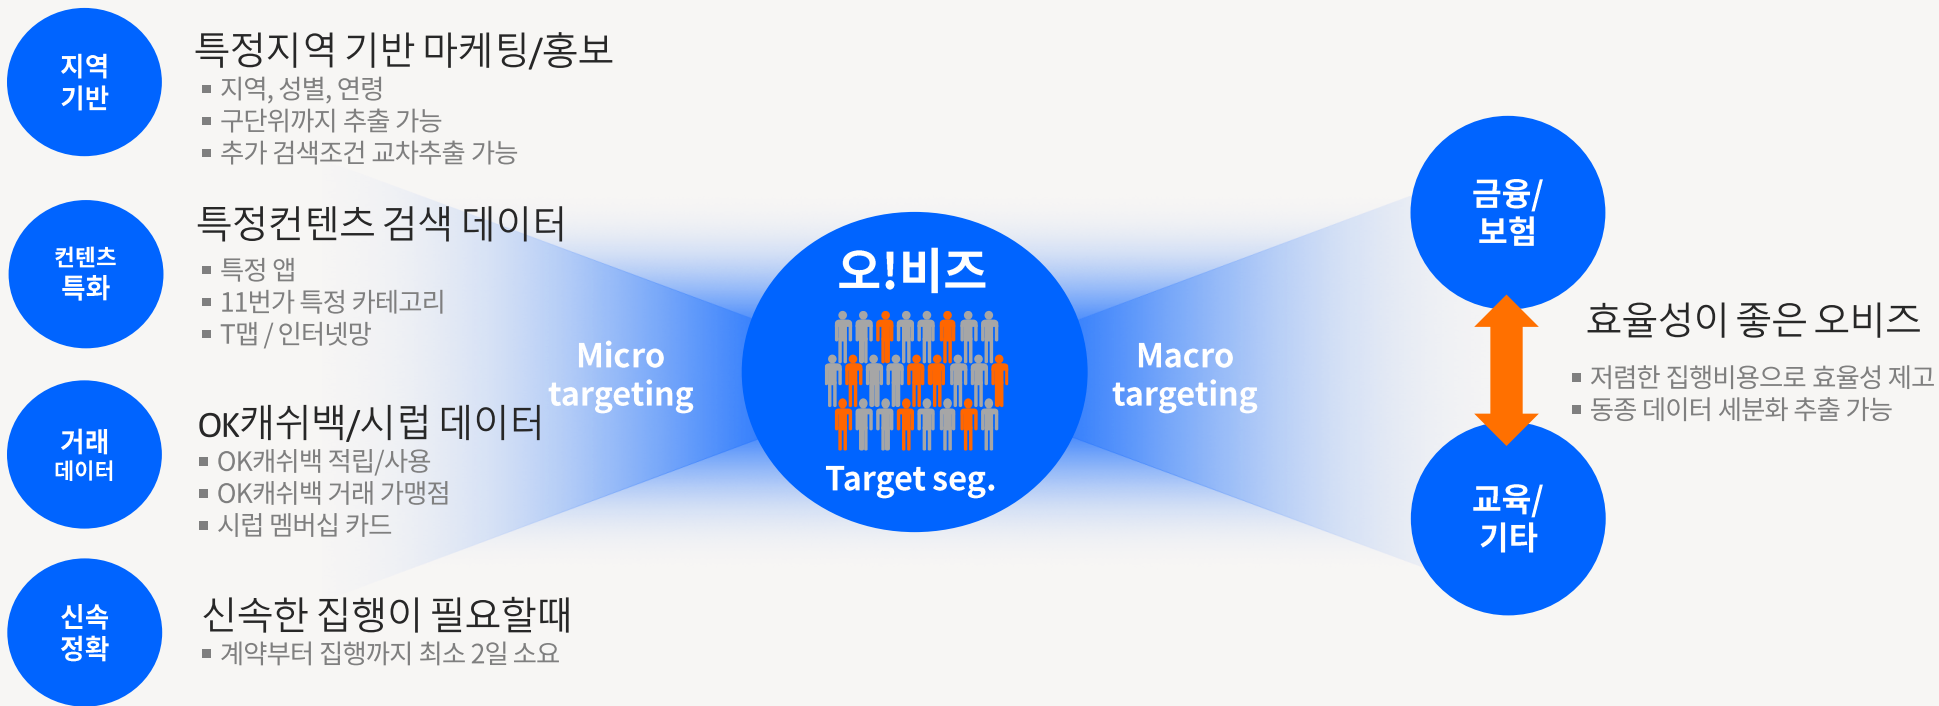 지역
기반
특정지역 기반 마케팅/홍보
지역, 성별, 연령
구단위까지 추출 가능
추가 검색조건 교차추출 가능
컨텐츠
특화
특정컨텐츠 검색 데이터
특정 앱
11번가 특정 카테고리
T맵 / 인터넷망
거래
데이터
OK캐쉬백/시럽 데이터
OK캐쉬백 적립/사용
OK캐쉬백 거래 가맹점
시럽 멤버십 카드
신속
정확
신속한 집행이 필요할때
계약부터 집행까지 최소 2일 소요
Micro
targeting
오!비즈
Target seg.
Macro
targeting
금융/
보험
효율성이 좋은 오비즈
저렴한 집행비용으로 효율성 제고
동종 데이터 세분화 추출 가능
교육/
기타